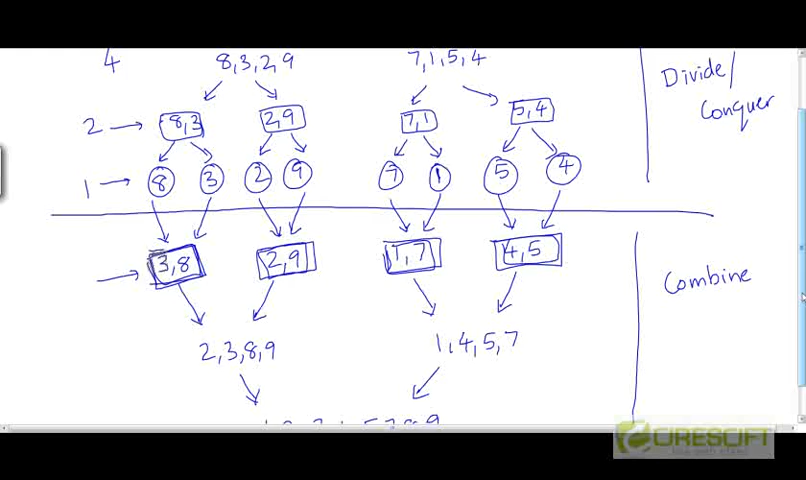 4 8,3,2,9 7,1,5,4
Divide/
Conquer
2 8,3 2,9 7,1 5,4
1 8 3 2 9 7 1 5 4
3,8 2,9 1,7 4,5
Combine
2,3,8,9 1,4,5,7
CIRESOFT